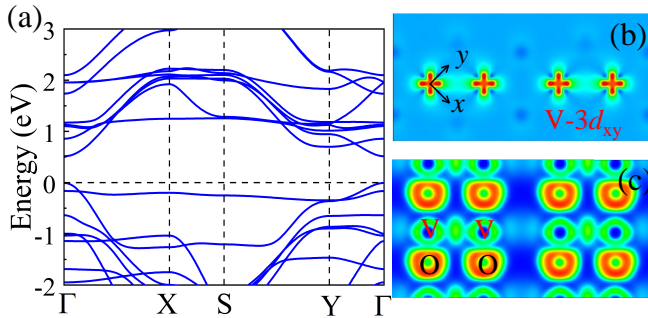 (a)
3
2
1
0
-1
-2
Energy (eV)
Γ X S Y Γ
(b)
y
x
V-3dxy
(c)
V V
O O